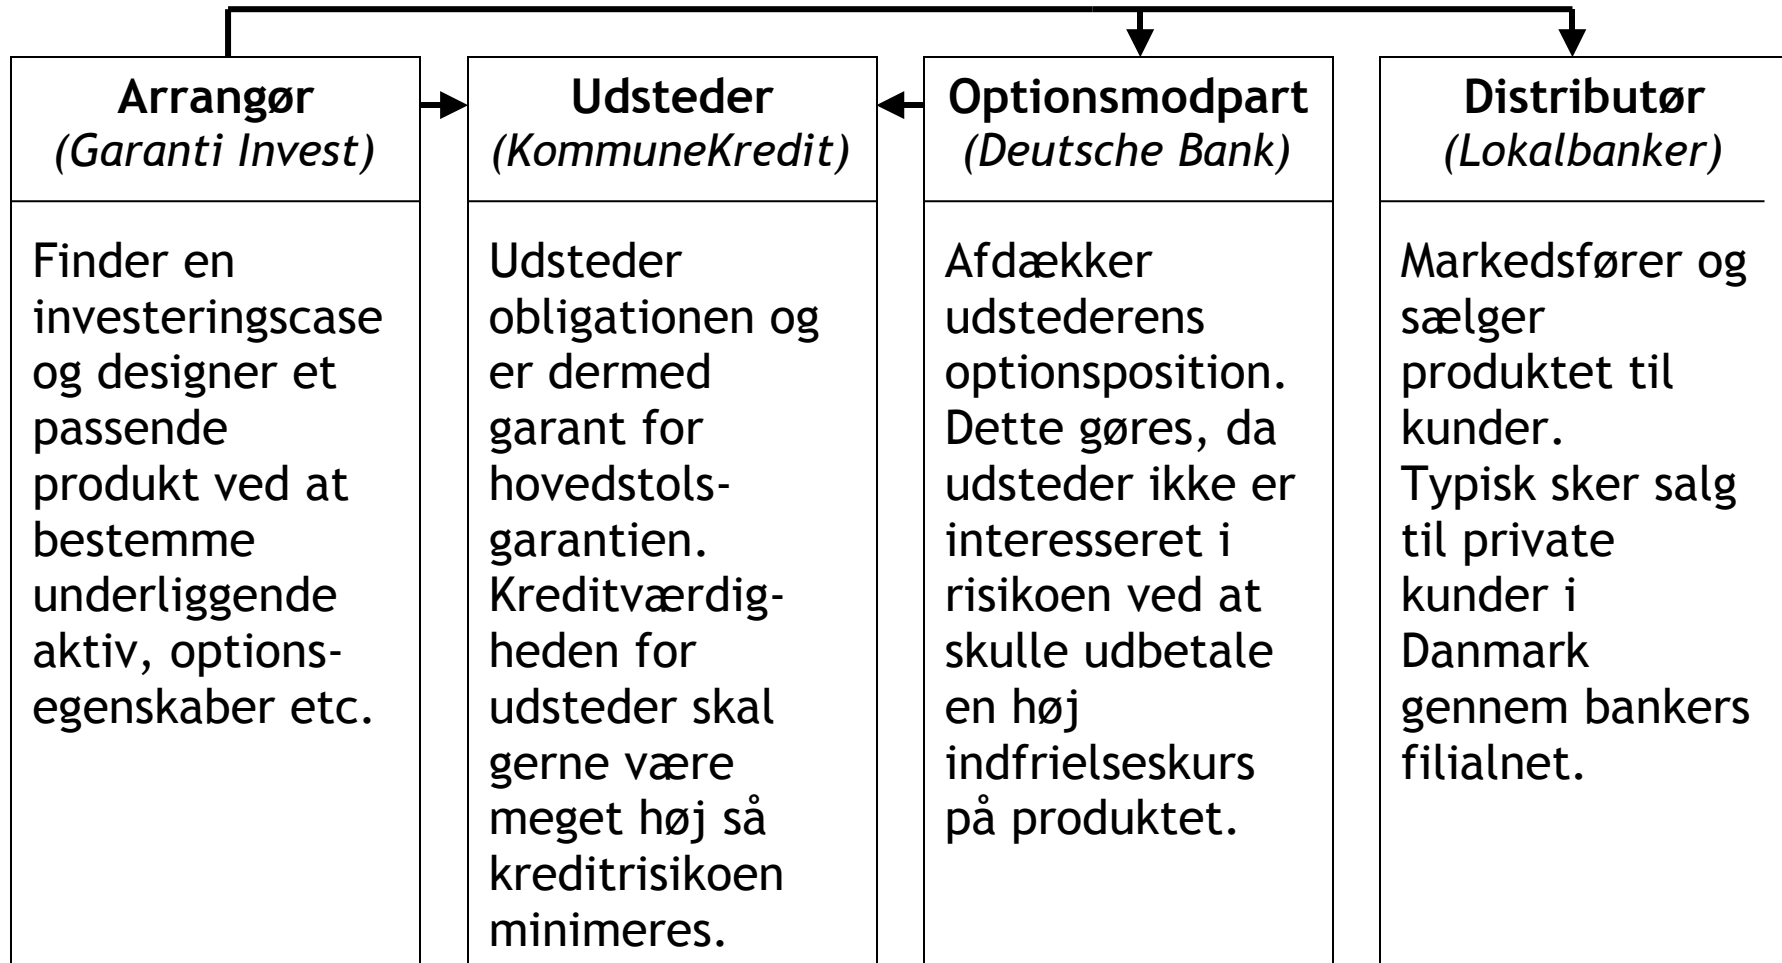 Arrangør
(Garanti Invest)
Finder en
investeringscase
og designer et
passende
produkt ved at
bestemme
underliggende
aktiv, options-
egenskaber etc.
Udsteder
(KommuneKredit)
Udsteder
obligationen og
er dermed
garant for
hovedstols-
garantien.
Kreditværdig-
heden for
udsteder skal
gerne være
meget høj så
kreditrisikoen
minimeres.
Optionsmodpart
(Deutsche Bank)
Afdækker
udstederens
optionsposition.
Dette gøres, da
udsteder ikke er
interesseret i
risikoen ved at
skulle udbetale
en høj
indfrielseskurs
på produktet.
Distributør
(Lokalbanker)
Markedsfører og
sælger
produktet til
kunder.
Typisk sker salg
til private
kunder i
Danmark
gennem bankers
filialnet.